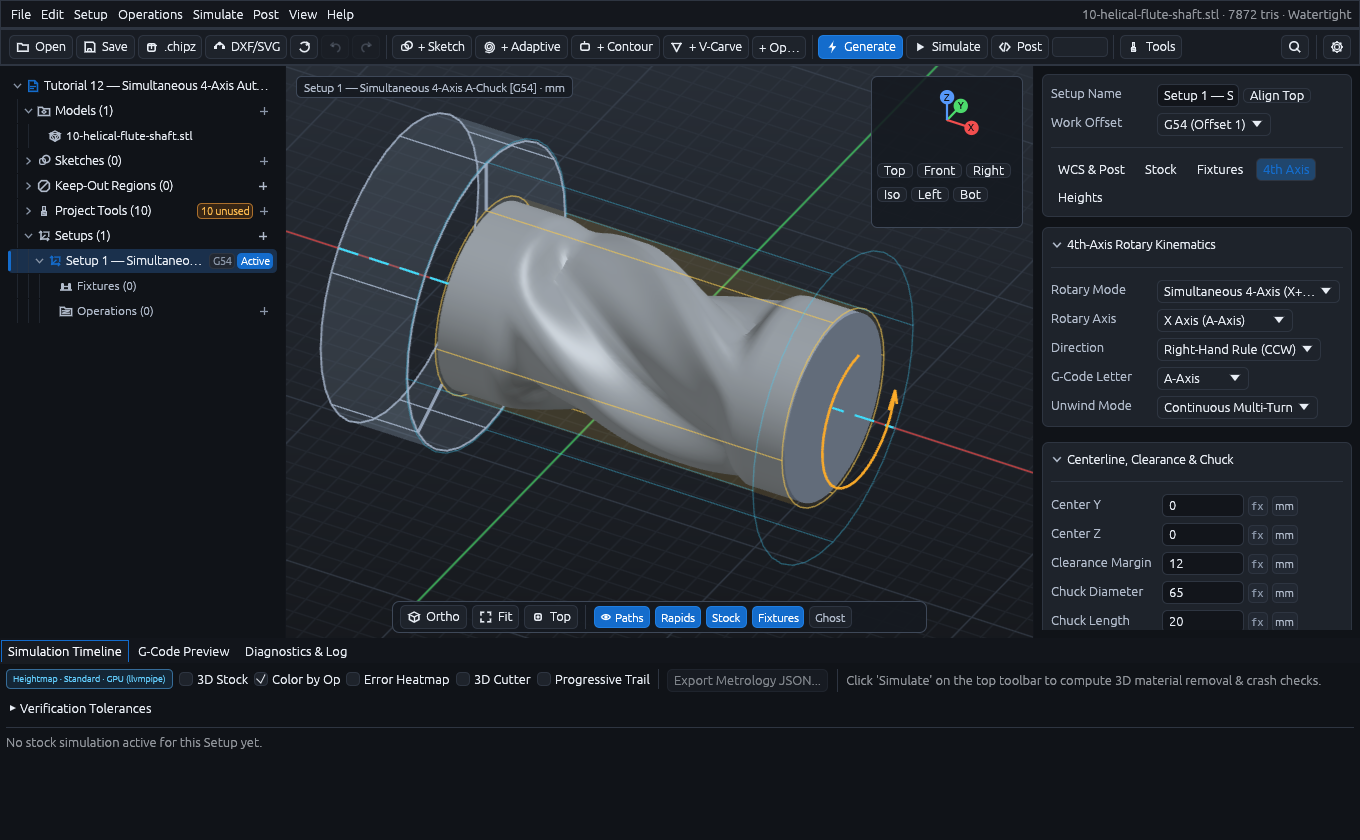 File Edit Setup Operations Simulate Post View Help
10-helical-flute-shaft.stl · 7872 tris · Watertight
Open Save .chipz DXF/SVG + Sketch + Adaptive + Contour + V-Carve + Op... Generate Simulate Post Tools
Tutorial 12 — Simultaneous 4-Axis Aut...
Models (1) +
10-helical-flute-shaft.stl
Sketches (0) +
Keep-Out Regions (0) +
Project Tools (10) 10 unused +
Setups (1) +
Setup 1 — Simultaneo... G54 Active
Fixtures (0)
Operations (0) +
Setup 1 — Simultaneous 4-Axis A-Chuck [G54] · mm
Z
Y
X
Top Front Right
Iso Left Bot
Ortho Fit Top Paths Rapids Stock Fixtures Ghost
Setup Name Setup 1 — S Align Top
Work Offset G54 (Offset 1)
WCS & Post Stock Fixtures 4th Axis
Heights
4th-Axis Rotary Kinematics
Rotary Mode Simultaneous 4-Axis (X+...
Rotary Axis X Axis (A-Axis)
Direction Right-Hand Rule (CCW)
G-Code Letter A-Axis
Unwind Mode Continuous Multi-Turn
Centerline, Clearance & Chuck
Center Y 0 fx mm
Center Z 0 fx mm
Clearance Margin 12 fx mm
Chuck Diameter 65 fx mm
Chuck Length 20 fx mm
Simulation Timeline G-Code Preview Diagnostics & Log
Heightmap · Standard · GPU (llvmpipe) 3D Stock Color by Op Error Heatmap 3D Cutter Progressive Trail Export Metrology JSON... Click 'Simulate' on the top toolbar to compute 3D material removal & crash checks.
Verification Tolerances
No stock simulation active for this Setup yet.